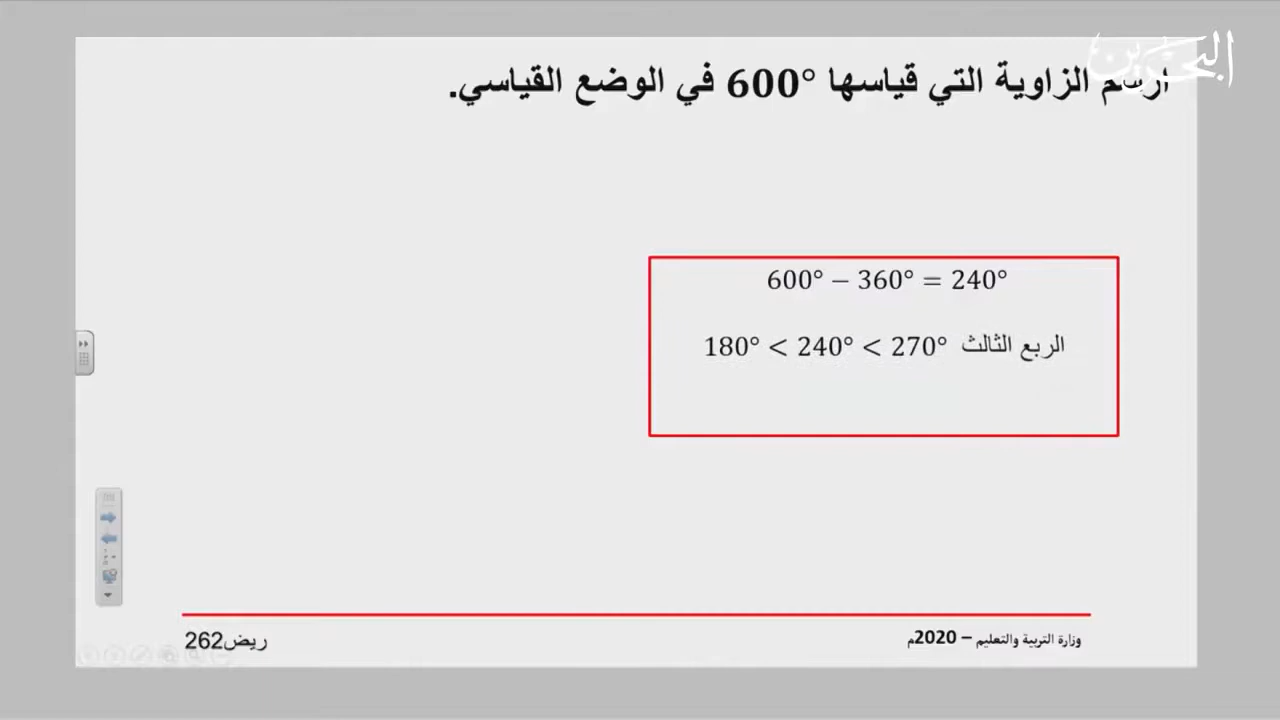 البحرين
ارسم الزاوية التي قياسها 600° في الوضع القياسي.
600° − 360° = 240°
180° < 240° < 270° الربع الثالث
وزارة التربية والتعليم – 2020م
ريض262